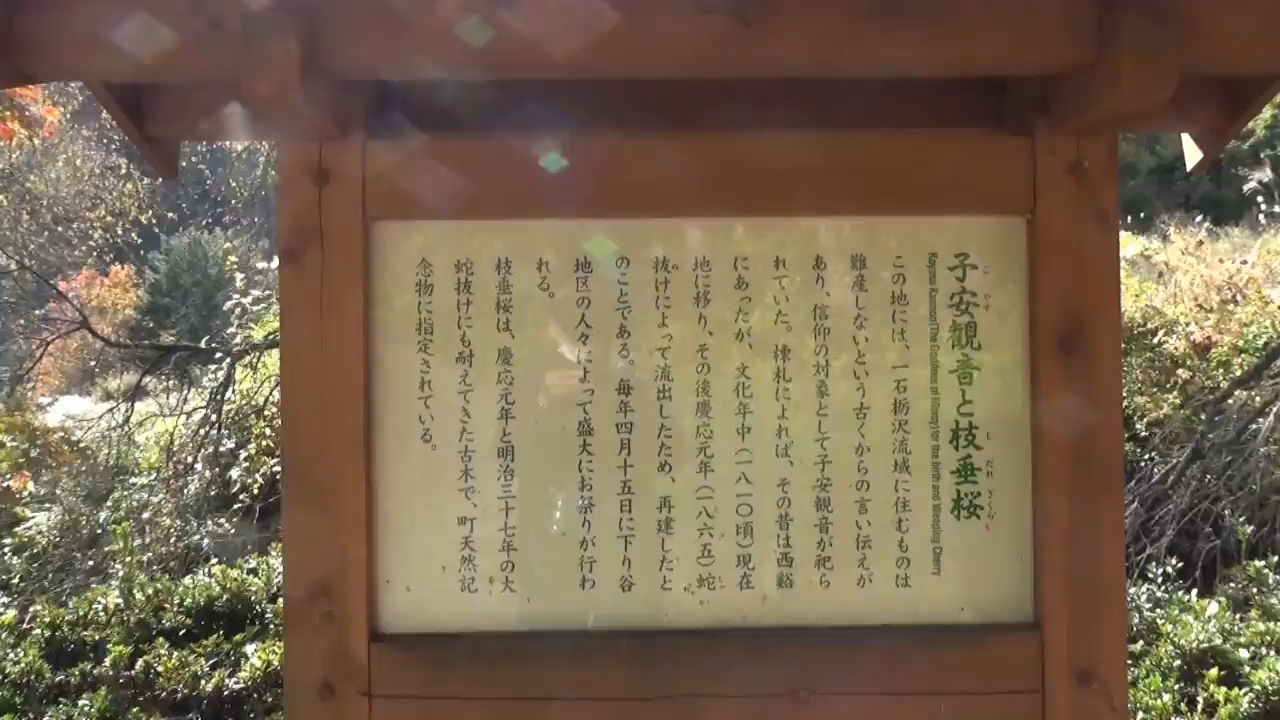 子安観音と枝垂桜
Koyasu Kannon(The Goddess of Mercy) for the birth and Weeping Cherry
この地には、一石栃沢流域に住むものは
難産しないという古くからの言い伝えが
あり、信仰の対象として子安観音が祀ら
れていた。棟札によれば、その昔は西谿
にあったが、文化年中(一八一〇頃)現在
地に移り、その後慶応元年(一八六五)蛇
抜けによって流出したため、再建したと
のことである。毎年四月十五日に下り谷
地区の人々によって盛大にお祭りが行わ
れる。
枝垂桜は、慶応元年と明治三十七年の大
蛇抜けにも耐えてきた古木で、町天然記
念物に指定されている。